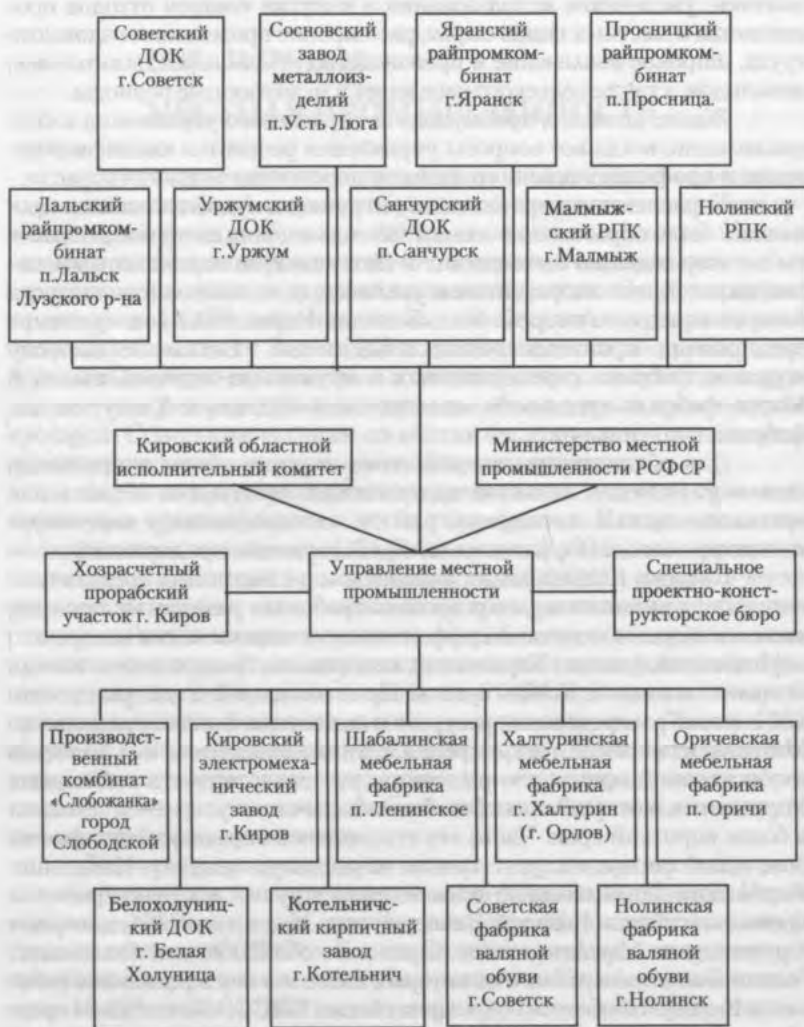 Советский
ДОК
г.Советск
Сосновский
завод
металлоиз-
делий
п.Усть Люга
Яранский
райпромком-
бинат
г.Яранск
Просницкий
райпромком-
бинат
п.Просница.
Лальский
райпромком-
бинат
п.Лальск
Лузского р-на
Уржумский
ДОК
г.Уржум
Санчурский
ДОК
п.Санчурск
Малмыж-
ский РПК
г.Малмыж
Нолинский
РПК
Кировский областной
исполнительный комитет
Министерство местной
промышленности РСФСР
Хозрасчетный
прорабский
участок г. Киров
Управление местной
промышленности
Специальное
проектно-конст-
рукторское бюро
Производст-
венный
комбинат
«Слобожанка»
город
Слободской
Кировский
электромеха-
нический
завод
г.Киров
Шабалинская
мебельная
фабрика
п. Ленинское
Халтуринская
мебельная
фабрика
г. Халтурин
(г. Орлов)
Оричевская
мебельная
фабрика
п. Оричи
Белохолуниц-
кий ДОК
г. Белая
Холуница
Котельничс-
кий кирпичный
завод
г.Котельнич
Советская
фабрика
валяной
обуви
г.Советск
Нолинская
фабрика
валяной
обуви
г.Нолинск